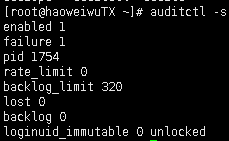 [root@haoweiwuTX ~]# auditctl -s
enabled 1
failure 1
pid 1754
rate_limit 0
backlog_limit 320
lost 0
backlog 0
loginuid_immutable 0 unlocked